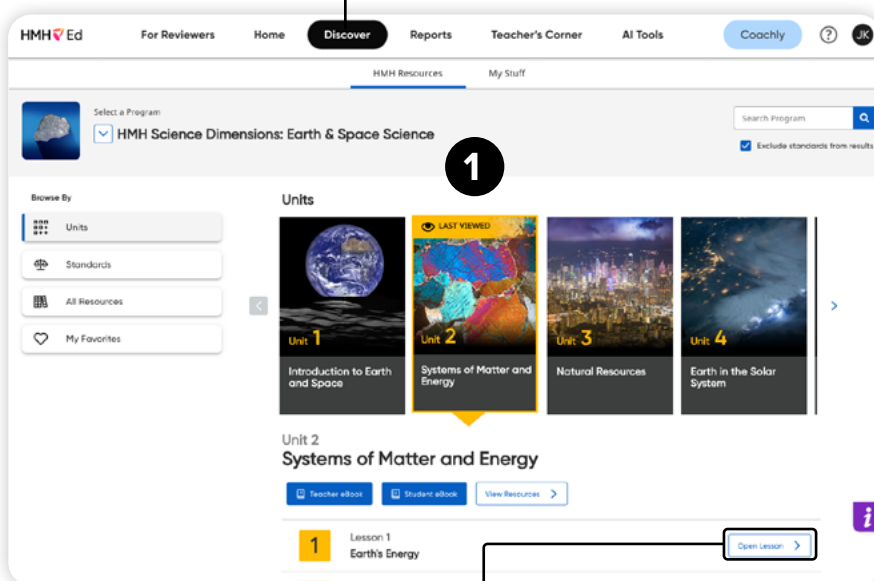 HMH Ed
For Reviewers
Home
Discover
Reports
Teacher's Corner
AI Tools
Coachly
?
JK
HMH Resources
My Stuff
Select a Program
HMH Science Dimensions: Earth & Space Science
Search Program
Exclude standards from results
1
Browse By
Units
Standards
All Resources
My Favorites
Units
Unit 1
Introduction to Earth
and Space
LAST VIEWED
Unit 2
Systems of Matter and
Energy
Unit 3
Natural Resources
Unit 4
Earth in the Solar
System
Unit 2
Systems of Matter and Energy
Teacher eBook
Student eBook
View Resources
1
Lesson 1
Earth's Energy
Open Lesson
i